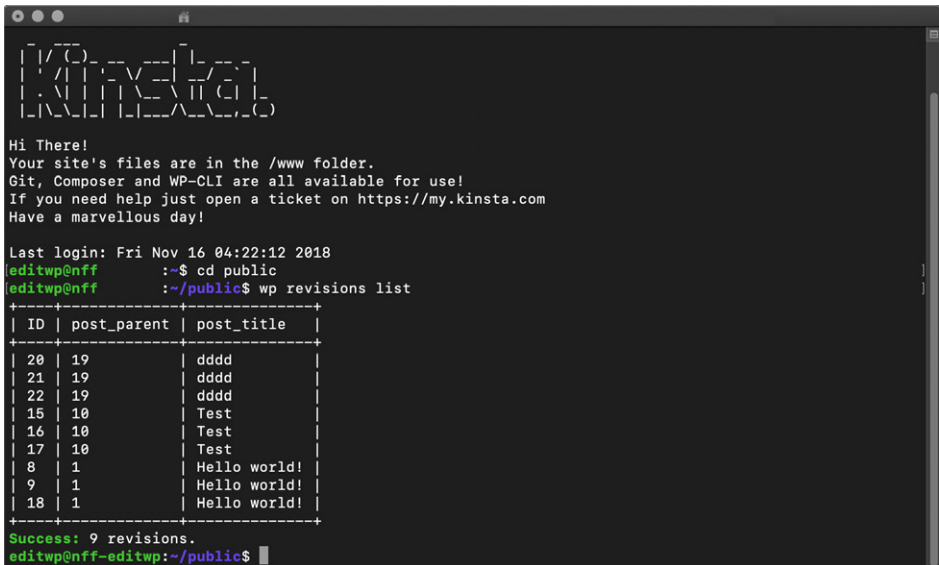 Kinsta.
Hi There!
Your site's files are in the /www folder.
Git, Composer and WP-CLI are all available for use!
If you need help just open a ticket on https://my.kinsta.com
Have a marvellous day!
Last login: Fri Nov 16 04:22:12 2018
[editwp@nff :~$ cd public ]
[editwp@nff :~/public$ wp revisions list ]
+----+-------------+--------------+
| ID | post_parent | post_title   |
+----+-------------+--------------+
| 20 | 19          | dddd         |
| 21 | 19          | dddd         |
| 22 | 19          | dddd         |
| 15 | 10          | Test         |
| 16 | 10          | Test         |
| 17 | 10          | Test         |
| 8  | 1           | Hello world! |
| 9  | 1           | Hello world! |
| 18 | 1           | Hello world! |
+----+-------------+--------------+
Success: 9 revisions.
editwp@nff-editwp:~/public$